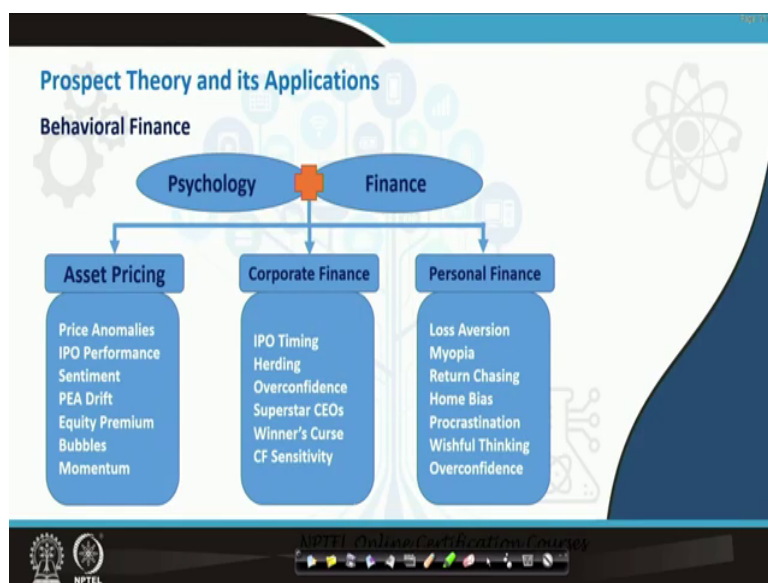 Prospect Theory and its Applications
Behavioral Finance
Psychology
Finance
Asset Pricing
Price Anomalies
IPO Performance
Sentiment
PEA Drift
Equity Premium
Bubbles
Momentum
Corporate Finance
IPO Timing
Herding
Overconfidence
Superstar CEOs
Winner's Curse
CF Sensitivity
Personal Finance
Loss Aversion
Myopia
Return Chasing
Home Bias
Procrastination
Wishful Thinking
Overconfidence
NPTEL Online Certification Courses
NPTEL